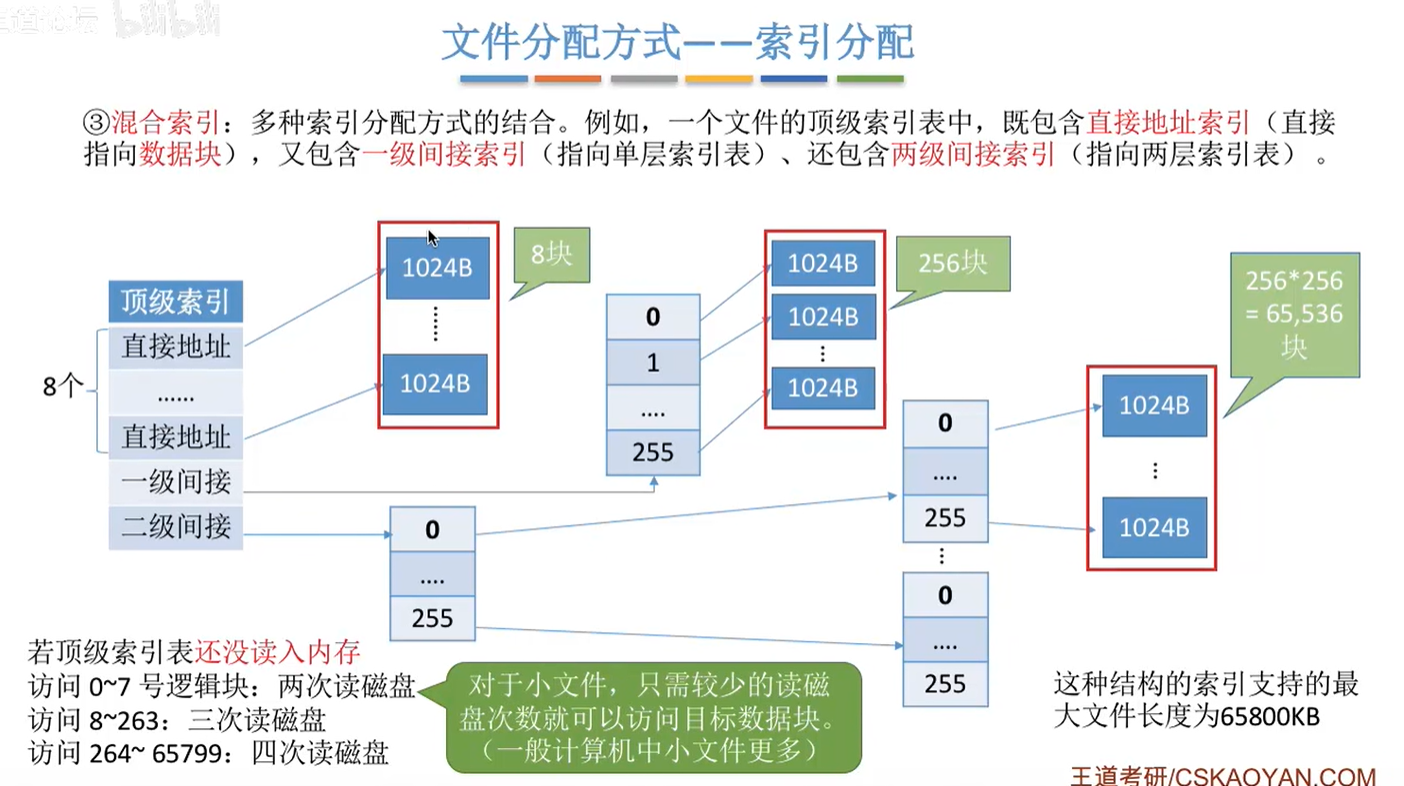 王道论坛 bilibili
文件分配方式——索引分配
③混合索引：多种索引分配方式的结合。例如，一个文件的顶级索引表中，既包含直接地址索引（直接
指向数据块），又包含一级间接索引（指向单层索引表）、还包含两级间接索引（指向两层索引表）。
顶级索引
直接地址
......
直接地址
一级间接
二级间接
8个
1024B
1024B
8块
0
1
....
255
1024B
1024B
1024B
256块
0
....
255
0
....
255
0
....
255
1024B
1024B
256*256
= 65,536
块
若顶级索引表还没读入内存
访问 0~7 号逻辑块：两次读磁盘
访问 8~263：三次读磁盘
访问 264~ 65799：四次读磁盘
对于小文件，只需较少的读磁
盘次数就可以访问目标数据块。
（一般计算机中小文件更多）
这种结构的索引支持的最
大文件长度为65800KB
王道考研/CSKAOYAN.COM